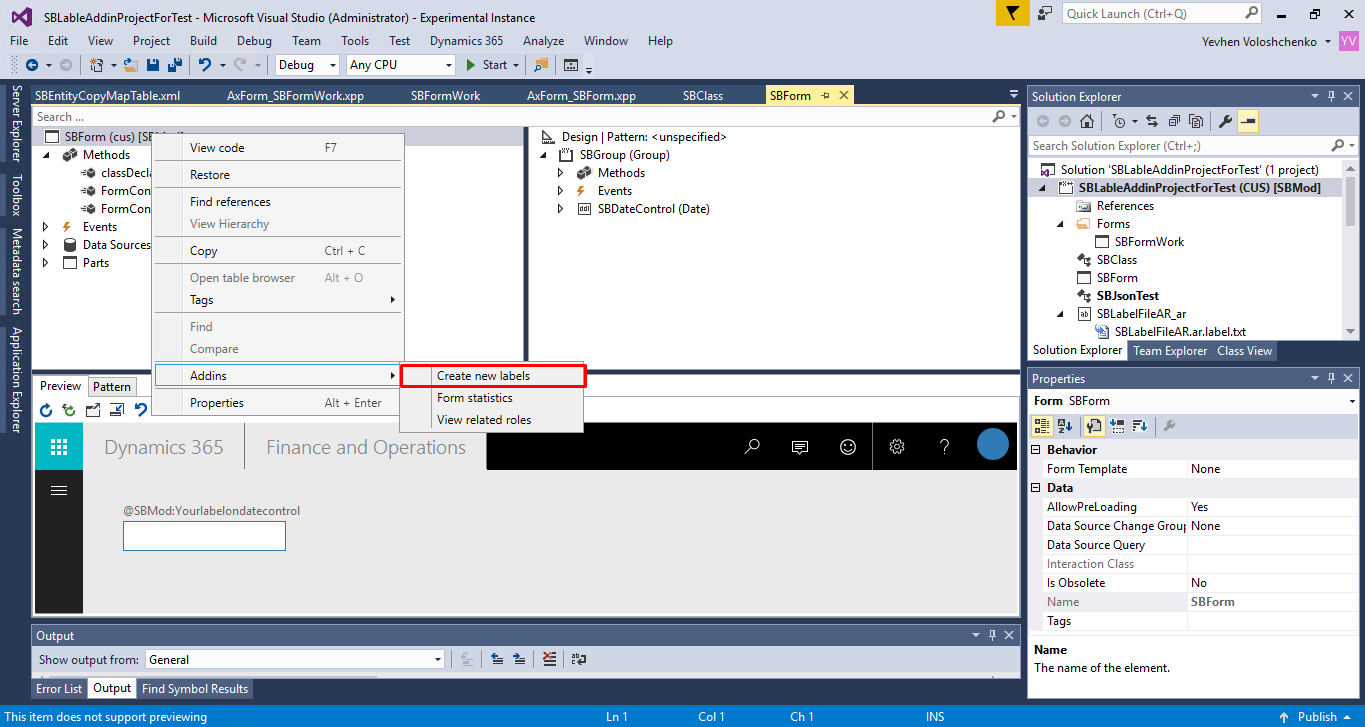 SBLableAddinProjectForTest - Microsoft Visual Studio (Administrator) - Experimental Instance
Quick Launch (Ctrl+Q)
File Edit View Project Build Debug Team Tools Test Dynamics 365 Analyze Window Help
Yevhen Voloshchenko YV
Debug Any CPU Start
Server Explorer
Toolbox
Metadata search
Application Explorer
SBEntityCopyMapTable.xml AxForm_SBFormWork.xpp SBFormWork AxForm_SBForm.xpp SBClass SBForm
Search ...
SBForm (cus) [SBMod]
Methods
classDecla
FormCon
FormCon
Events
Data Sources
Parts
View code F7
Restore
Find references
View Hierarchy
Copy Ctrl + C
Open table browser Alt + O
Tags
Find
Compare
Addins
Properties Alt + Enter
Create new labels
Form statistics
View related roles
Design | Pattern: <unspecified>
SBGroup (Group)
Methods
Events
SBDateControl (Date)
Preview Pattern
Dynamics 365 Finance and Operations
@SBMod:Yourlabelondatecontrol
Output
Show output from: General
Error List Output Find Symbol Results
Solution Explorer
Search Solution Explorer (Ctrl+;)
Solution 'SBLableAddinProjectForTest' (1 project)
SBLableAddinProjectForTest (CUS) [SBMod]
References
Forms
SBFormWork
SBClass
SBForm
SBJsonTest
SBLabelFileAR_ar
SBLabelFileAR.ar.label.txt
Solution Explorer Team Explorer Class View
Properties
Form SBForm
Behavior
Form Template None
Data
AllowPreLoading Yes
Data Source Change Group None
Data Source Query
Interaction Class
Is Obsolete No
Name SBForm
Tags
Name
The name of the element.
This item does not support previewing Ln 1 Col 1 Ch 1 INS Publish